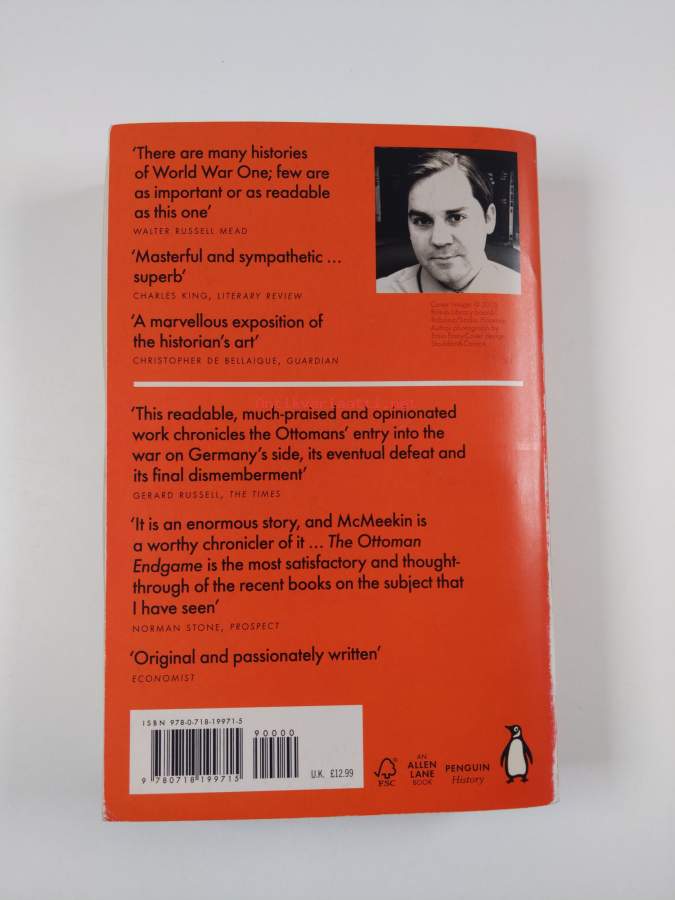 ‘There are many histories
of World War One; few are
as important or as readable
as this one’
WALTER RUSSELL MEAD
‘Masterful and sympathetic …
superb’
CHARLES KING, LITERARY REVIEW
‘A marvellous exposition of
the historian’s art’
CHRISTOPHER DE BELLAIGUE, GUARDIAN
Author photograph by
‘This readable, much-praised and opinionated
work chronicles the Ottomans’ entry into the
war on Germany’s side, its eventual defeat and
its final dismemberment’
GERARD RUSSELL, THE TIMES
‘It is an enormous story, and McMeekin is
a worthy chronicler of it … The Ottoman
Endgame is the most satisfactory and thought-
through of the recent books on the subject that
I have seen’
NORMAN STONE, PROSPECT
‘Original and passionately written’
ECONOMIST
ISBN 978-0-718-19971-5
90000
9 780718 199715
U.K. £12.99
FSC
AN
ALLEN
LANE
BOOK
PENGUIN
History